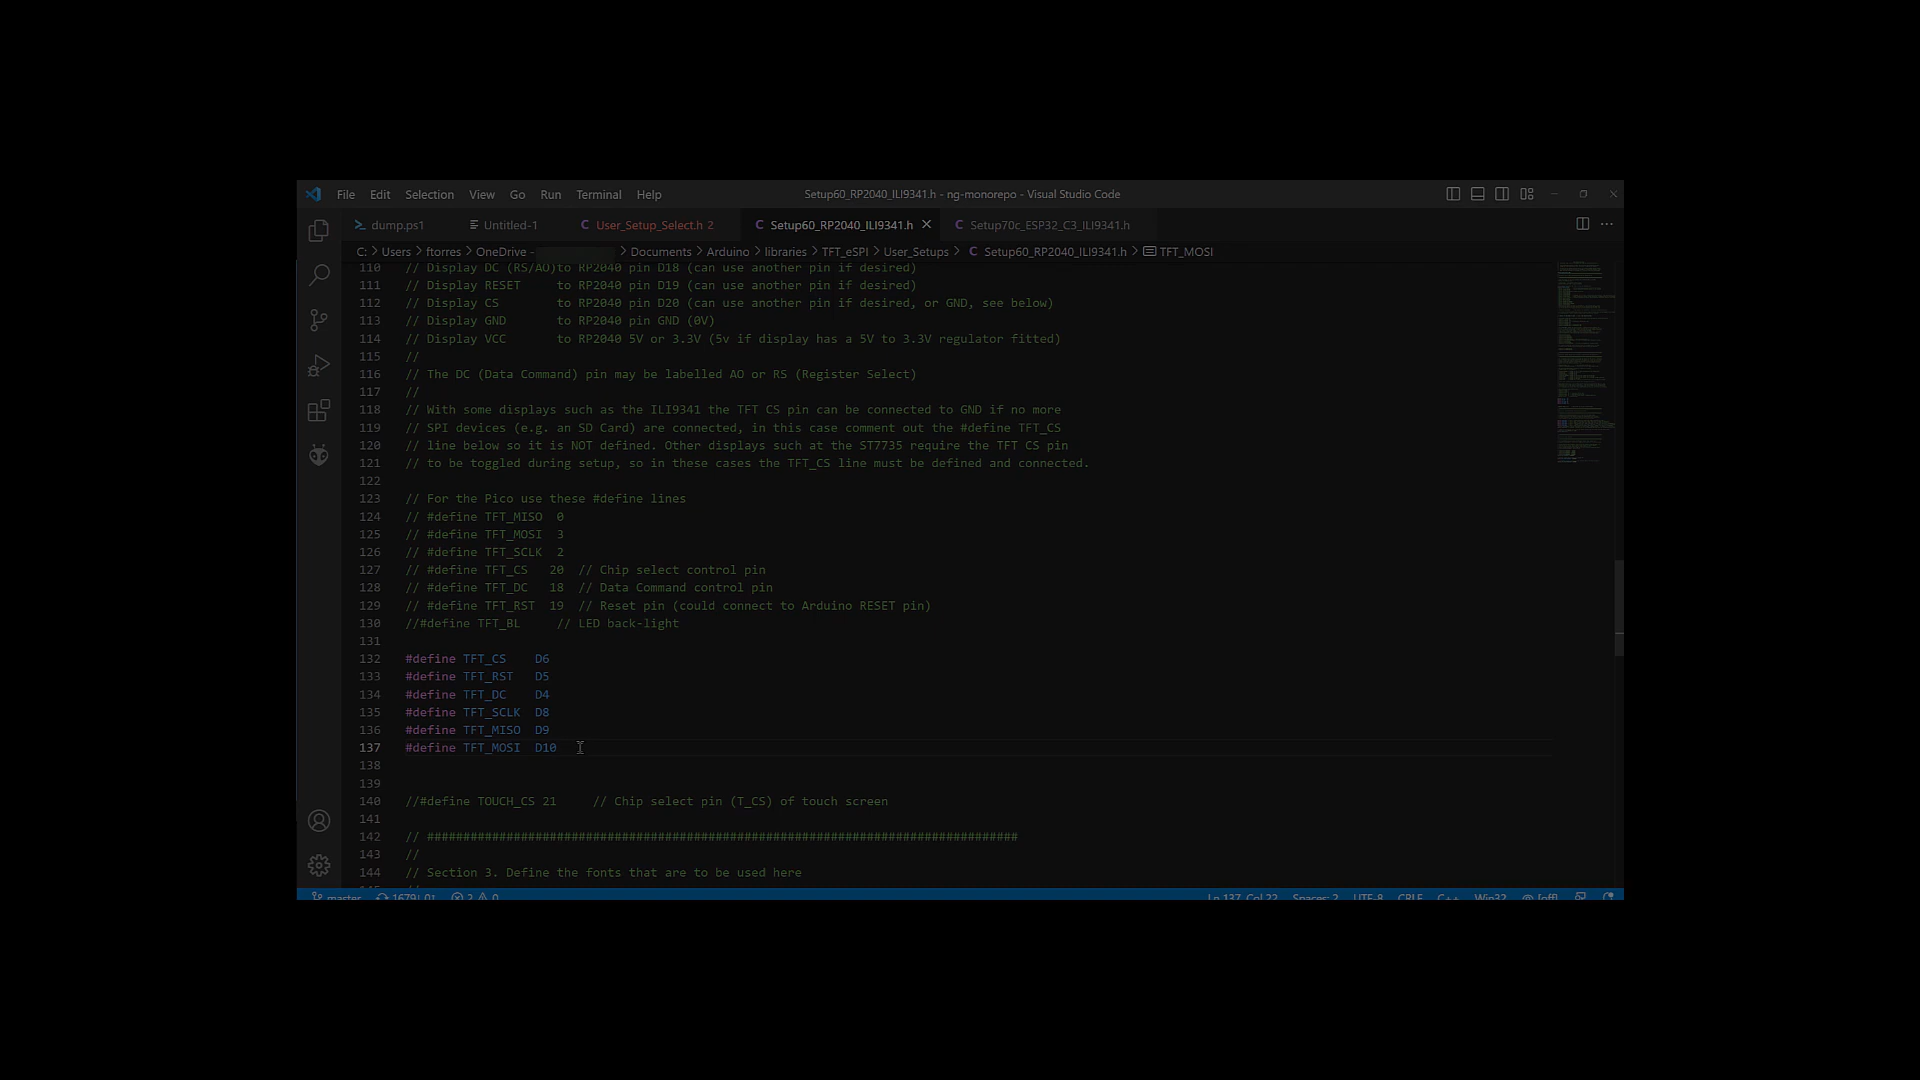 File Edit Selection View Go Run Terminal Help Setup60_RP2040_ILI9341.h - ng-monorepo - Visual Studio Code
dump.ps1 Untitled-1 C User_Setup_Select.h 2 C Setup60_RP2040_ILI9341.h C Setup70c_ESP32_C3_ILI9341.h
C: > Users > ftorres > OneDrive - > Documents > Arduino > libraries > TFT_eSPI > User_Setups > C Setup60_RP2040_ILI9341.h > TFT_MOSI
110 // Display DC (RS/AO)to RP2040 pin D18 (can use another pin if desired)
111 // Display RESET to RP2040 pin D19 (can use another pin if desired)
112 // Display CS to RP2040 pin D20 (can use another pin if desired, or GND, see below)
113 // Display GND to RP2040 pin GND (0V)
114 // Display VCC to RP2040 5V or 3.3V (5v if display has a 5V to 3.3V regulator fitted)
115 //
116 // The DC (Data Command) pin may be labelled AO or RS (Register Select)
117 //
118 // With some displays such as the ILI9341 the TFT CS pin can be connected to GND if no more
119 // SPI devices (e.g. an SD Card) are connected, in this case comment out the #define TFT_CS
120 // line below so it is NOT defined. Other displays such at the ST7735 require the TFT CS pin
121 // to be toggled during setup, so in these cases the TFT_CS line must be defined and connected.
122
123 // For the Pico use these #define lines
124 // #define TFT_MISO 0
125 // #define TFT_MOSI 3
126 // #define TFT_SCLK 2
127 // #define TFT_CS 20 // Chip select control pin
128 // #define TFT_DC 18 // Data Command control pin
129 // #define TFT_RST 19 // Reset pin (could connect to Arduino RESET pin)
130 //#define TFT_BL // LED back-light
131
132 #define TFT_CS D6
133 #define TFT_RST D5
134 #define TFT_DC D4
135 #define TFT_SCLK D8
136 #define TFT_MISO D9
137 #define TFT_MOSI D10
138
139
140 //#define TOUCH_CS 21 // Chip select pin (T_CS) of touch screen
141
142 // ##################################################################################
143 //
144 // Section 3. Define the fonts that are to be used here
master 1679↓ 0↑ 2 0 Ln 137, Col 22 Spaces: 2 UTF-8 CRLF C++ Win32 [off]